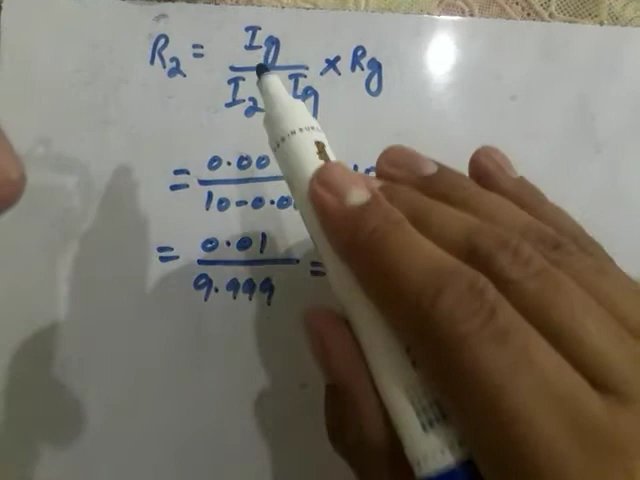 R₂ = Ig / I₂ Ig × Rg
= 0.00 / 10-0.0
= 0.01 / 9.999 =